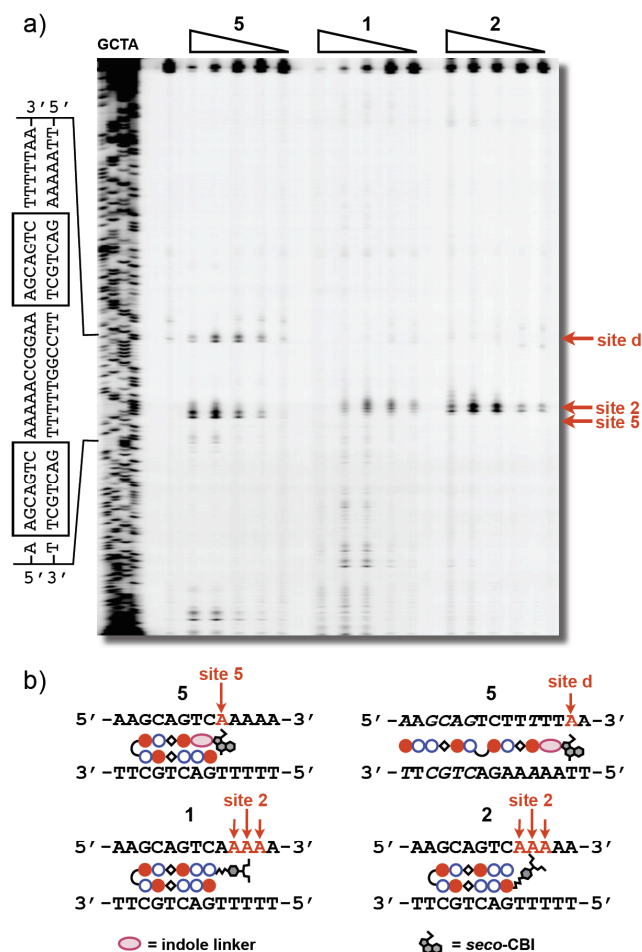 a)
5 1 2
GCTA
5'-A AGCAGTC AAAAACCGGAA AGCAGTC TTTTTAA-3'
3'-T TCGTCAG TTTTTGGCCTT TCGTCAG AAAAATT-5'
site d
site 2
site 5
b)
site 5
5
5'-AAGCAGTCAAAAA-3'
3'-TTCGTCAGTTTTT-5'
site d
5
5'-AAGCAGTCTTTTTAA-3'
3'-TTCGTCAGAAAAATT-5'
site 2
1
5'-AAGCAGTCAAAAA-3'
3'-TTCGTCAGTTTTT-5'
site 2
2
5'-AAGCAGTCAAAAA-3'
3'-TTCGTCAGTTTTT-5'
= indole linker
= seco-CBI